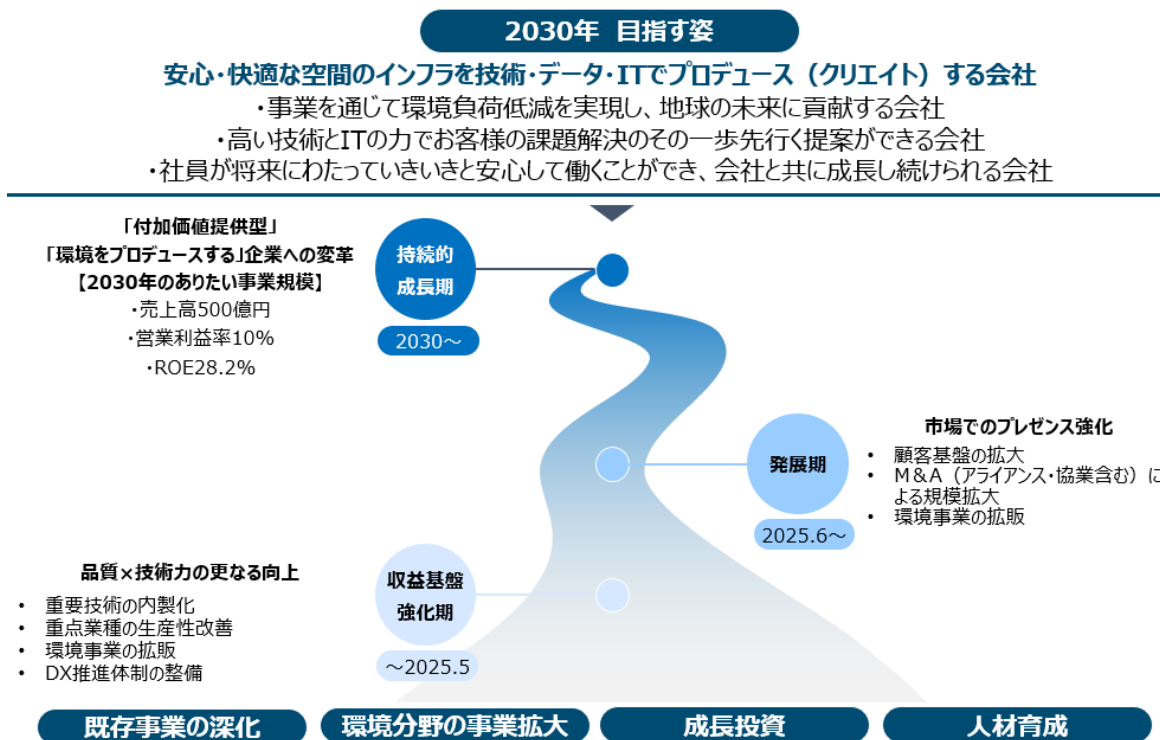 2030年 目指す姿
安心・快適な空間のインフラを技術・データ・ITでプロデュース（クリエイト）する会社
・事業を通じて環境負荷低減を実現し、地球の未来に貢献する会社
・高い技術とITの力でお客様の課題解決のその一歩先行く提案ができる会社
・社員が将来にわたっていきいきと安心して働くことができ、会社と共に成長し続けられる会社
「付加価値提供型」
「環境をプロデュースする」企業への変革
【2030年のありたい事業規模】
・売上高500億円
・営業利益率10%
・ROE28.2%
持続的
成長期
2030～
発展期
2025.6～
市場でのプレゼンス強化
• 顧客基盤の拡大
• M＆A（アライアンス・協業含む）に
よる規模拡大
• 環境事業の拡販
品質×技術力の更なる向上
• 重要技術の内製化
• 重点業種の生産性改善
• 環境事業の拡販
• DX推進体制の整備
収益基盤
強化期
～2025.5
既存事業の深化
環境分野の事業拡大
成長投資
人材育成